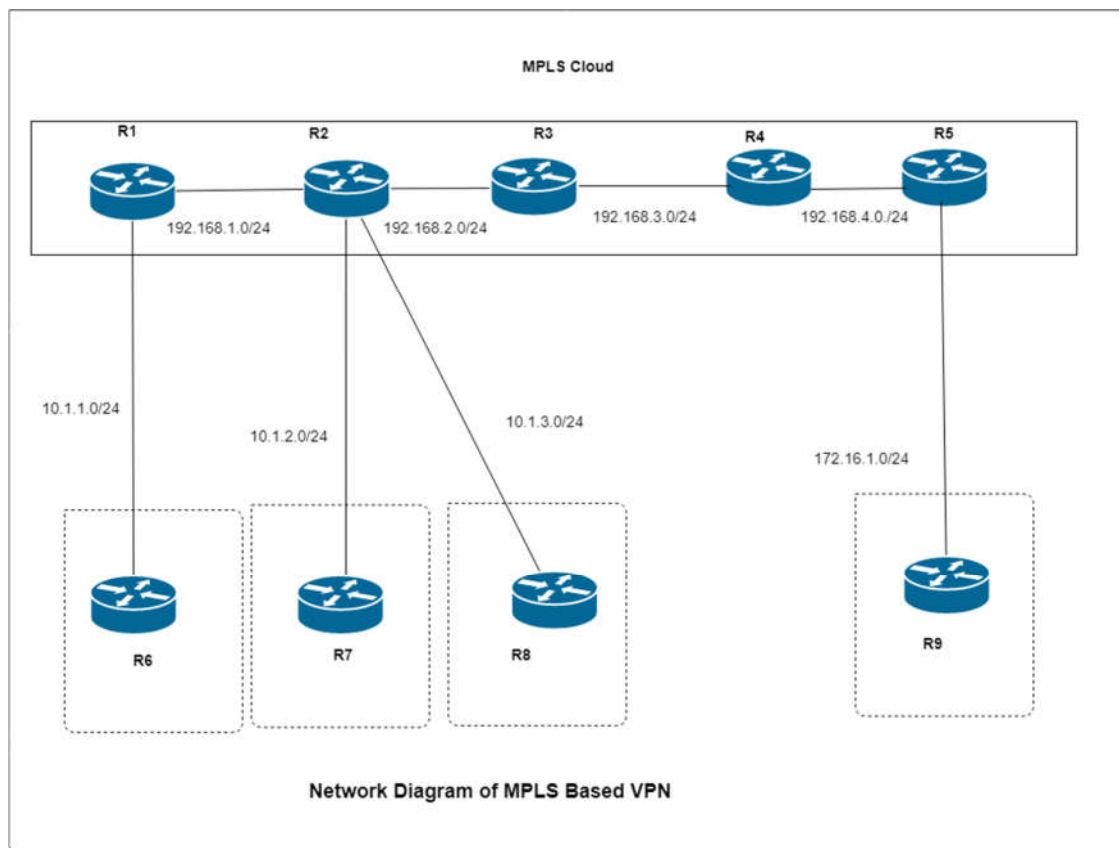 MPLS Cloud
R1
R2
R3
R4
R5
192.168.1.0/24
192.168.2.0/24
192.168.3.0/24
192.168.4.0./24
10.1.1.0/24
10.1.2.0/24
10.1.3.0/24
172.16.1.0/24
R6
R7
R8
R9
Network Diagram of MPLS Based VPN